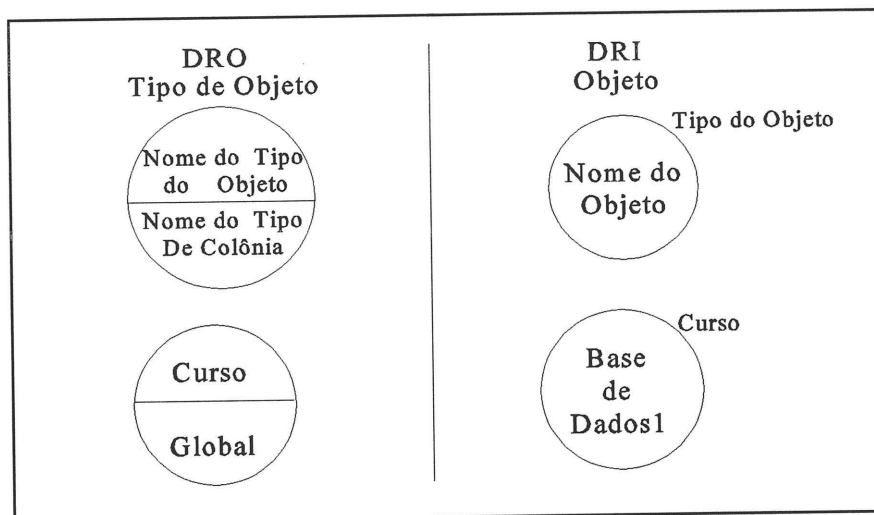 DRO
Tipo de Objeto
Nome do Tipo
do Objeto
Nome do Tipo
De Colônia
Curso
Global
DRI
Objeto
Tipo do Objeto
Nome do
Objeto
Curso
Base
de
Dados1